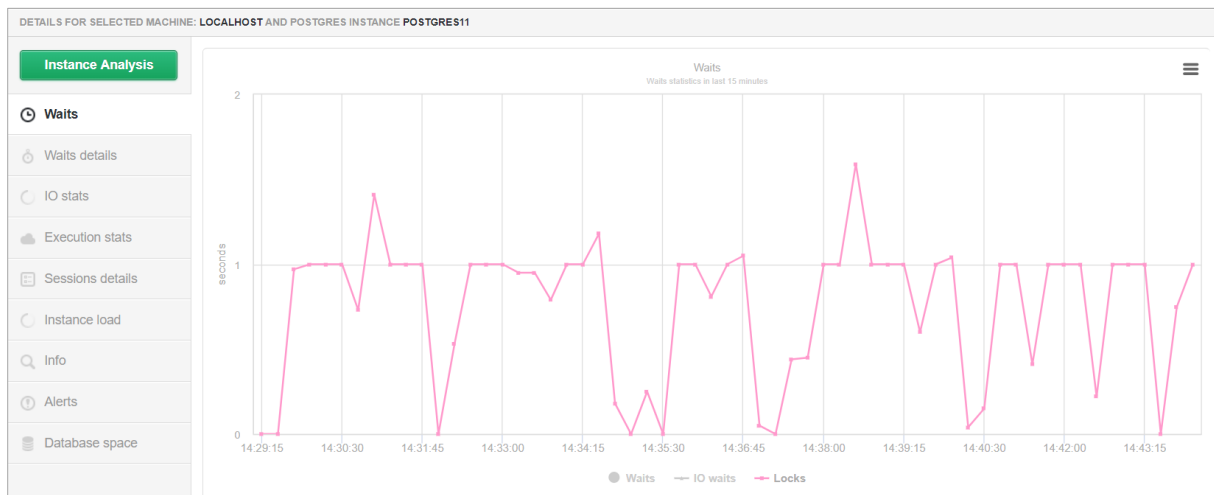 DETAILS FOR SELECTED MACHINE: LOCALHOST AND POSTGRES INSTANCE POSTGRES11
Instance Analysis
Waits
Waits details
IO stats
Execution stats
Sessions details
Instance load
Info
Alerts
Database space
Waits
Waits statistics in last 15 minutes
2
1
0
seconds
14:29:15 14:30:30 14:31:45 14:33:00 14:34:15 14:35:30 14:36:45 14:38:00 14:39:15 14:40:30 14:42:00 14:43:15
Waits IO waits Locks